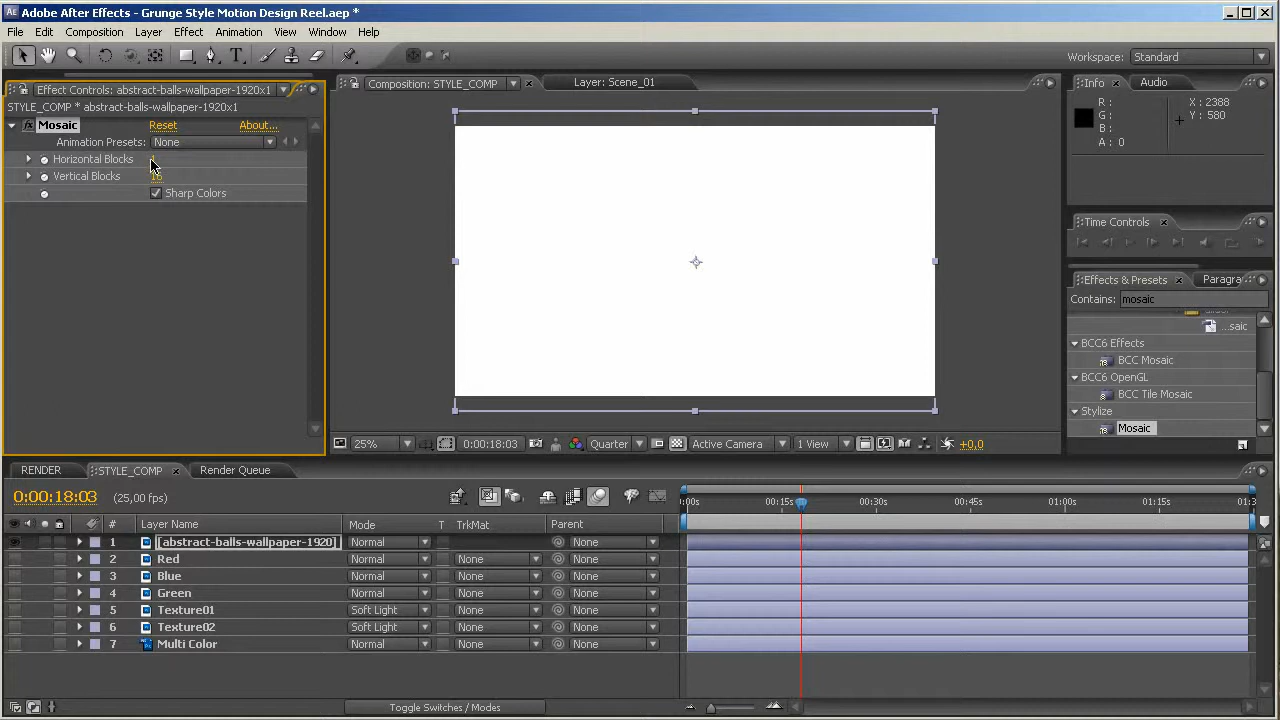 Adobe After Effects - Grunge Style Motion Design Reel.aep *
File Edit Composition Layer Effect Animation View Window Help
Workspace: Standard
Effect Controls: abstract-balls-wallpaper-1920x1
STYLE_COMP * abstract-balls-wallpaper-1920x1
fx Mosaic Reset About...
Animation Presets: None
Horizontal Blocks
Vertical Blocks
Sharp Colors
Composition: STYLE_COMP Layer: Scene_01
25% 0:00:18:03 Quarter Active Camera 1 View +0,0
Info Audio
R : X : 2388
G : Y : 580
B :
A : 0
Time Controls
Effects & Presets Paragra
Contains: mosaic
...saic
BCC6 Effects
BCC Mosaic
BCC6 OpenGL
BCC Tile Mosaic
Stylize
Mosaic
RENDER STYLE_COMP Render Queue
0:00:18:03 (25,00 fps)
:00s 00:15s 00:30s 00:45s 01:00s 01:15s 01:3
# Layer Name Mode T TrkMat Parent
1 [abstract-balls-wallpaper-1920] Normal None
2 Red Normal None None
3 Blue Normal None None
4 Green Normal None None
5 Texture01 Soft Light None None
6 Texture02 Soft Light None None
7 Multi Color Normal None None
Toggle Switches / Modes